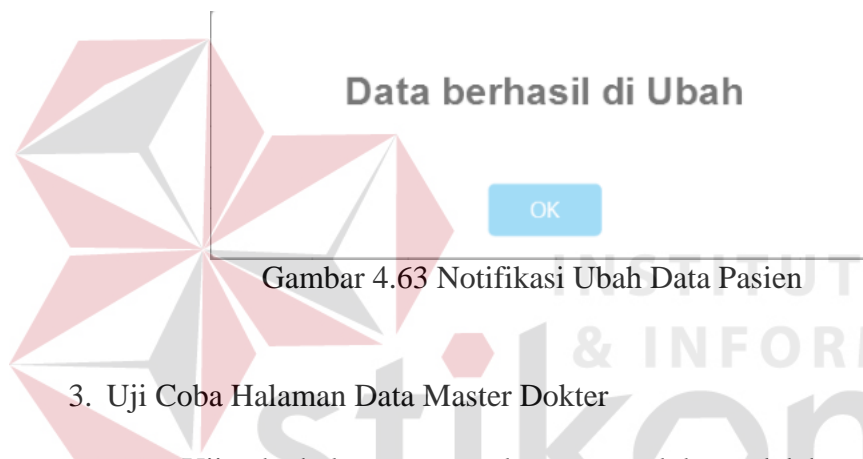 Data berhasil di Ubah
OK
Gambar 4.63 Notifikasi Ubah Data Pasien
INSTITUT
& INFOR
3. Uji Coba Halaman Data Master Dokter
stikom